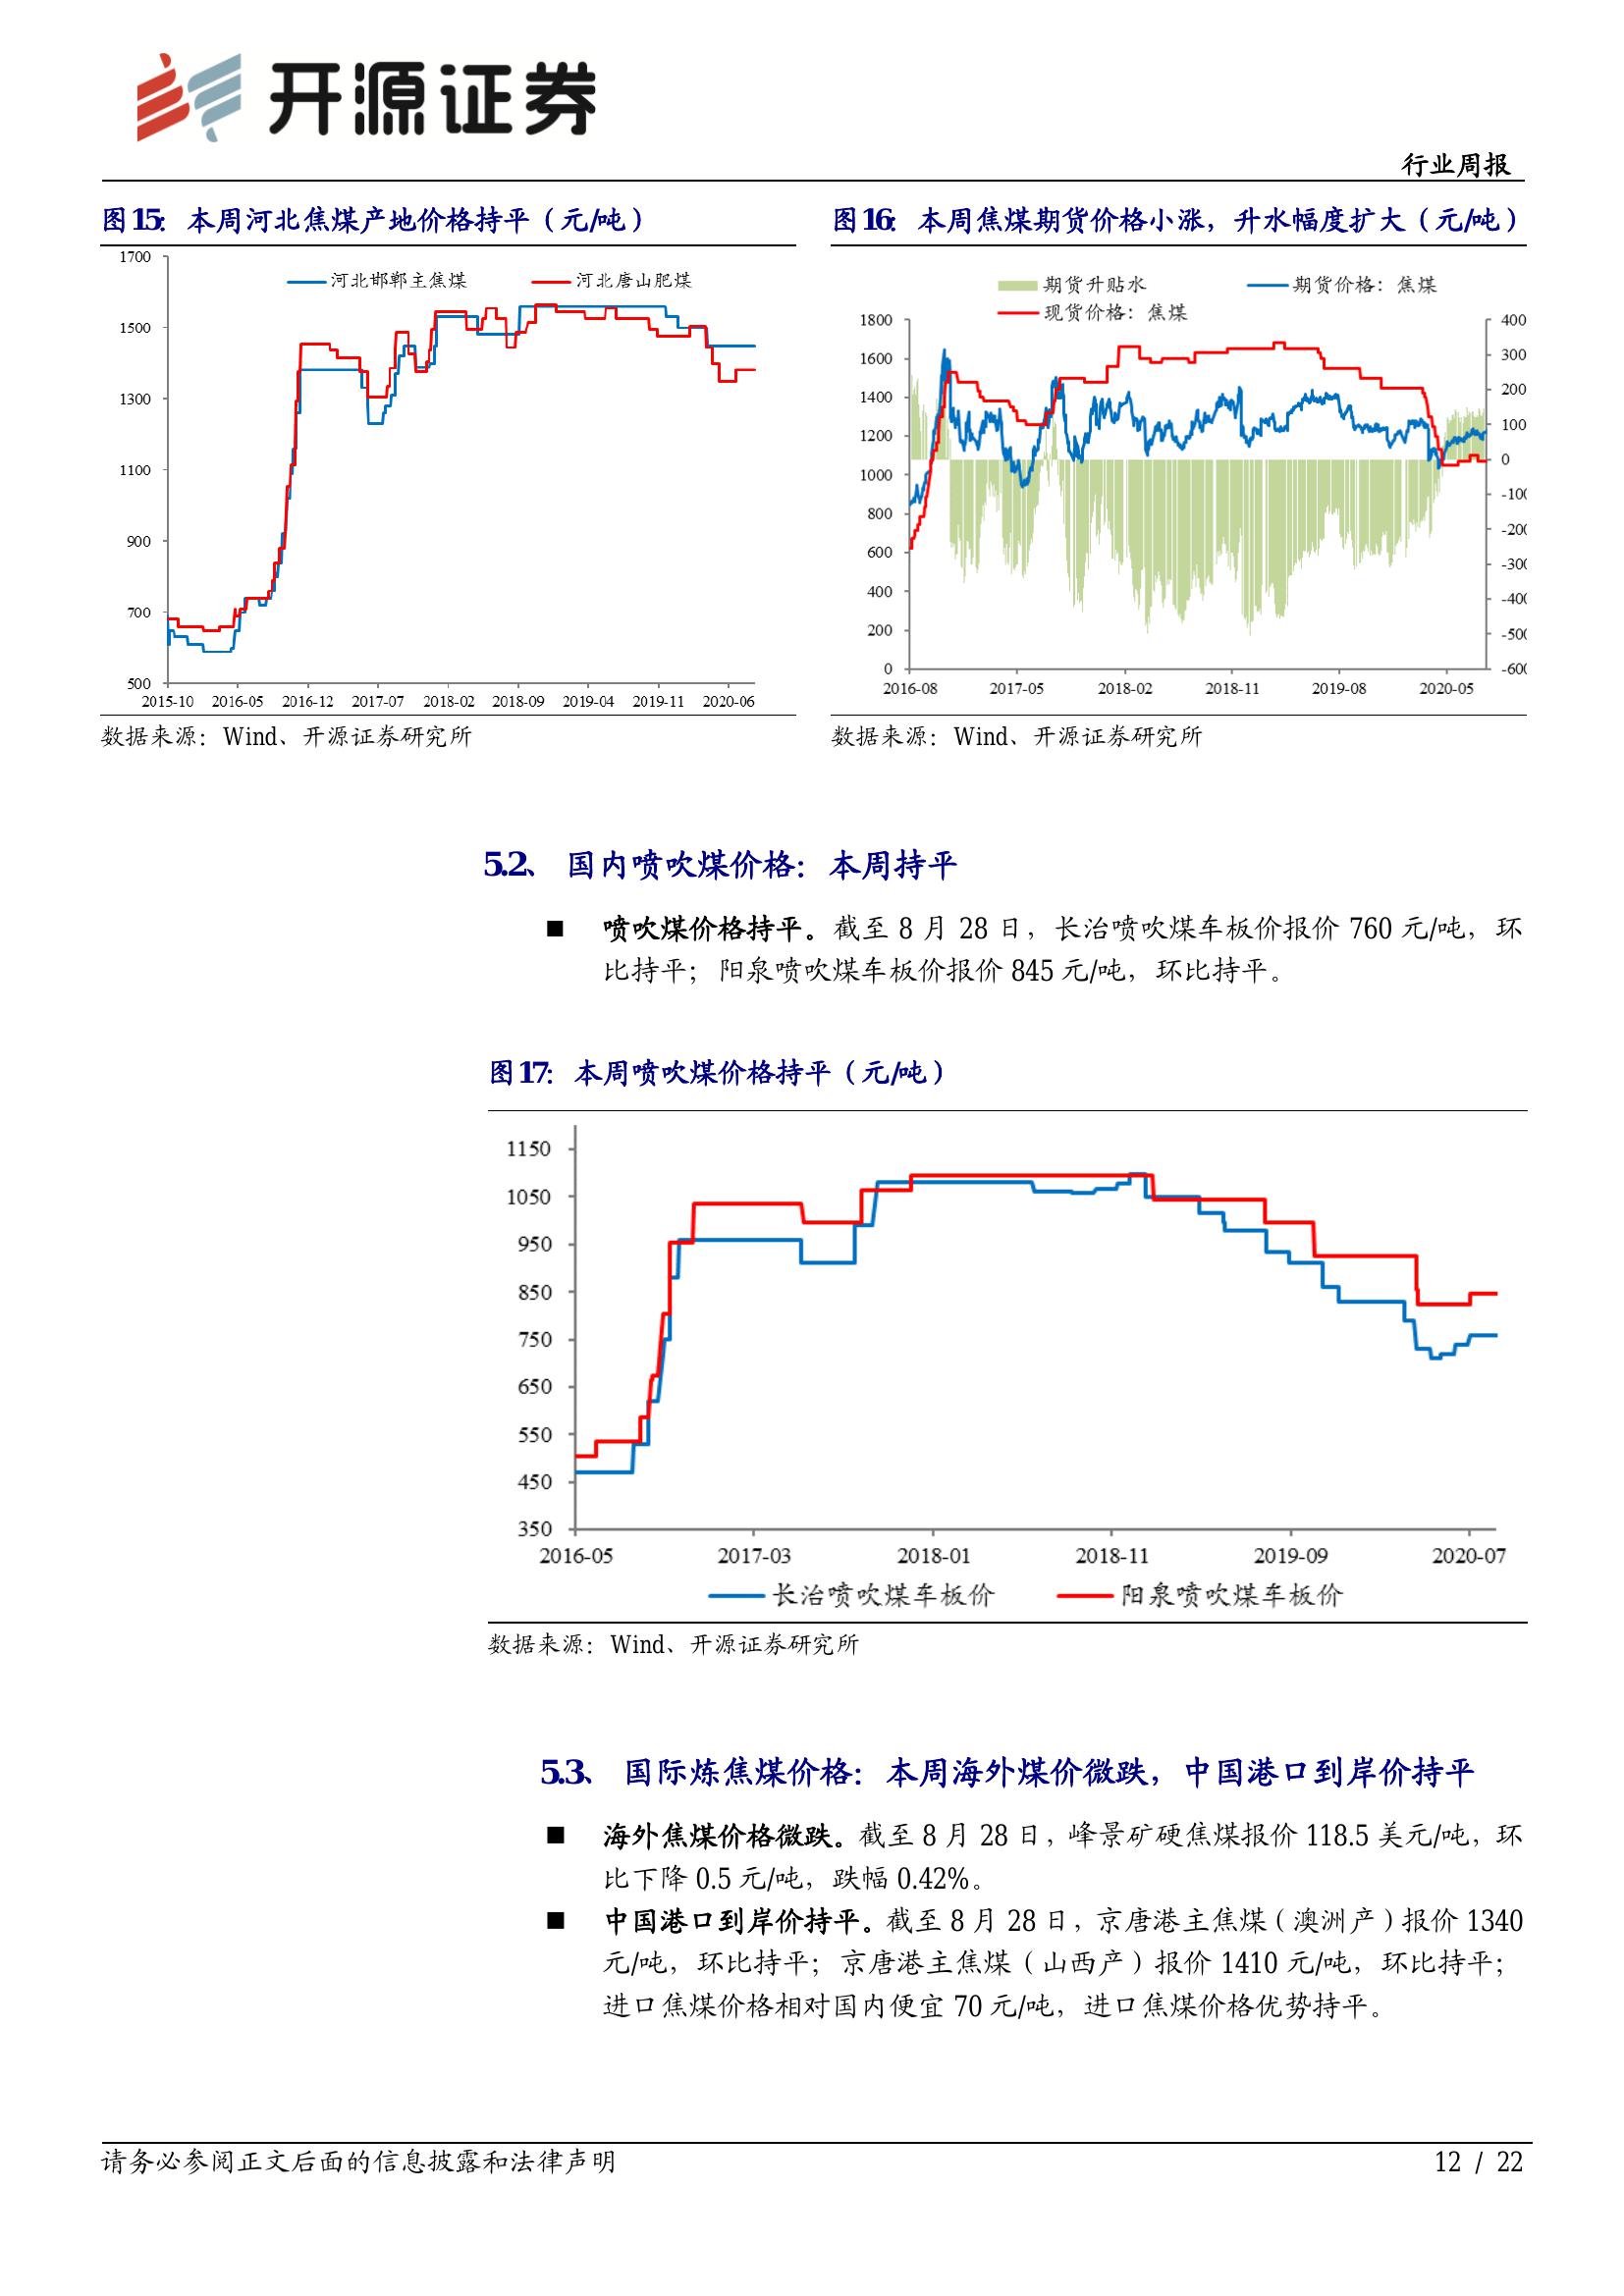 开源证券
行业周报
图15：本周河北焦煤产地价格持平（元/吨）
1700
1500
1300
1100
900
700
500
河北邯郸主焦煤
河北唐山肥煤
2015-10 2016-05 2016-12 2017-07 2018-02 2018-09 2019-04 2019-11 2020-06
数据来源：Wind、开源证券研究所
图16：本周焦煤期货价格小涨，升水幅度扩大（元/吨）
期货升贴水
期货价格：焦煤
现货价格：焦煤
1800
1600
1400
1200
1000
800
600
400
200
0
400
300
200
100
0
-100
-200
-300
-400
-500
-600
2016-08 2017-05 2018-02 2018-11 2019-08 2020-05
数据来源：Wind、开源证券研究所
5.2、 国内喷吹煤价格：本周持平
■ 喷吹煤价格持平。截至 8 月 28 日，长治喷吹煤车板价报价 760 元/吨，环
比持平；阳泉喷吹煤车板价报价 845 元/吨，环比持平。
图17：本周喷吹煤价格持平（元/吨）
1150
1050
950
850
750
650
550
450
350
2016-05 2017-03 2018-01 2018-11 2019-09 2020-07
长治喷吹煤车板价
阳泉喷吹煤车板价
数据来源：Wind、开源证券研究所
5.3、 国际炼焦煤价格：本周海外煤价微跌，中国港口到岸价持平
■ 海外焦煤价格微跌。截至 8 月 28 日，峰景矿硬焦煤报价 118.5 美元/吨，环
比下降 0.5 元/吨，跌幅 0.42%。
■ 中国港口到岸价持平。截至 8 月 28 日，京唐港主焦煤（澳洲产）报价 1340
元/吨，环比持平；京唐港主焦煤（山西产）报价 1410 元/吨，环比持平；
进口焦煤价格相对国内便宜 70 元/吨，进口焦煤价格优势持平。
请务必参阅正文后面的信息披露和法律声明
12 / 22